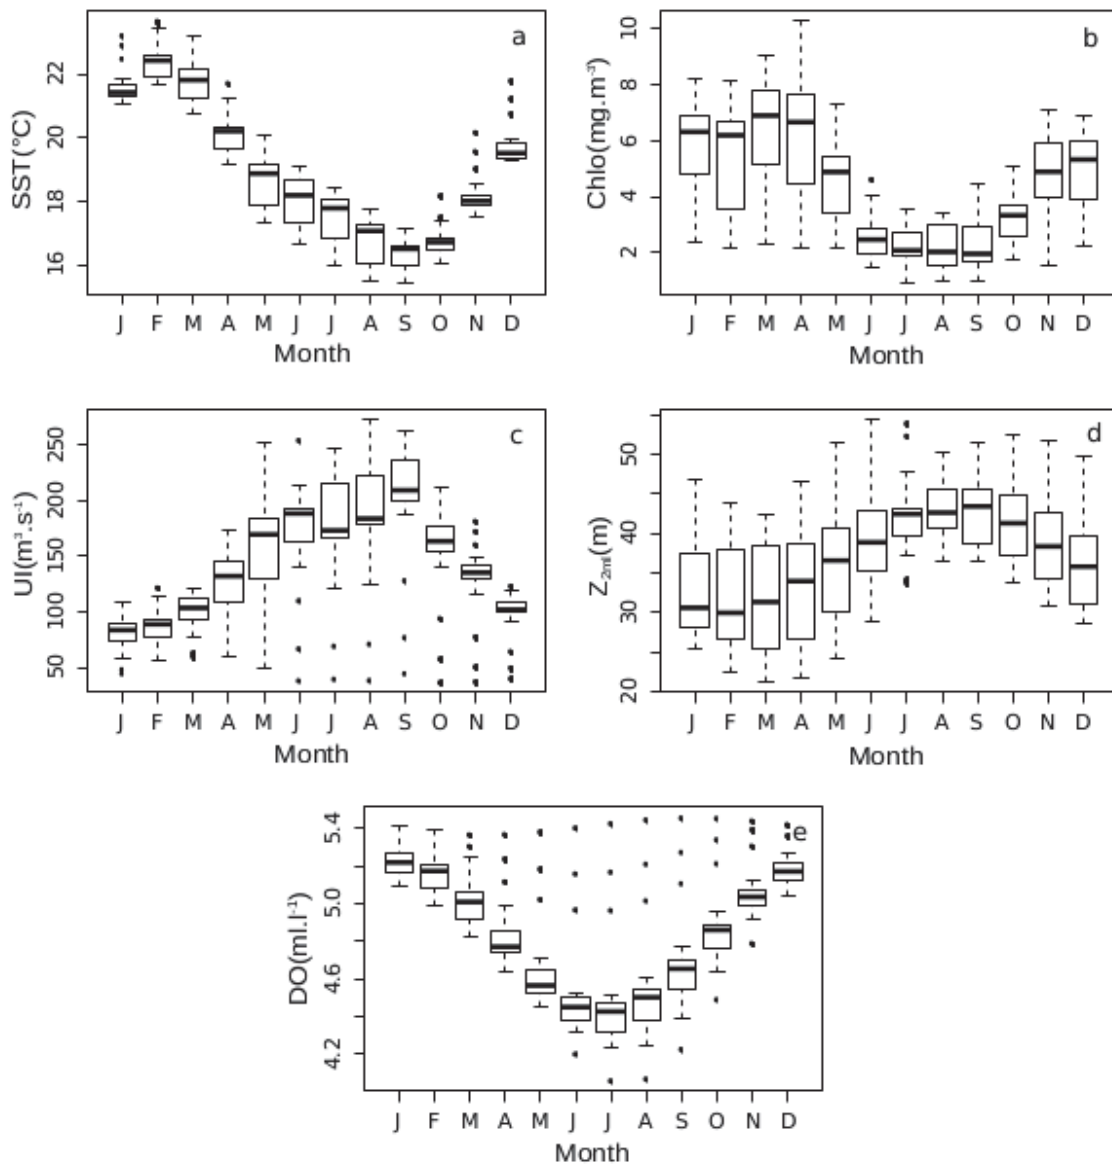 a
SST(°C)
22
20
18
16
J F M A M J J A S O N D
Month
b
Chlo(mg.m⁻³)
10
8
6
4
2
J F M A M J J A S O N D
Month
c
UI(m³.s⁻¹)
250
200
150
100
50
J F M A M J J A S O N D
Month
d
Z₂ₘₗ(m)
50
40
30
20
J F M A M J J A S O N D
Month
e
DO(ml.l⁻¹)
5.4
5.0
4.6
4.2
J F M A M J J A S O N D
Month